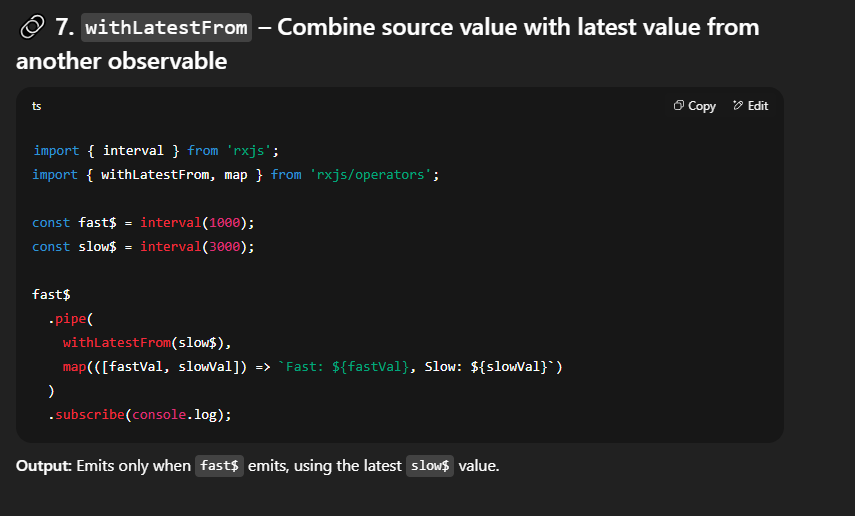 🔗 7. withLatestFrom – Combine source value with latest value from
another observable
ts
Copy
Edit
import { interval } from 'rxjs';
import { withLatestFrom, map } from 'rxjs/operators';
const fast$ = interval(1000);
const slow$ = interval(3000);
fast$
  .pipe(
    withLatestFrom(slow$),
    map(([fastVal, slowVal]) => `Fast: ${fastVal}, Slow: ${slowVal}`)
  )
  .subscribe(console.log);
Output: Emits only when fast$ emits, using the latest slow$ value.